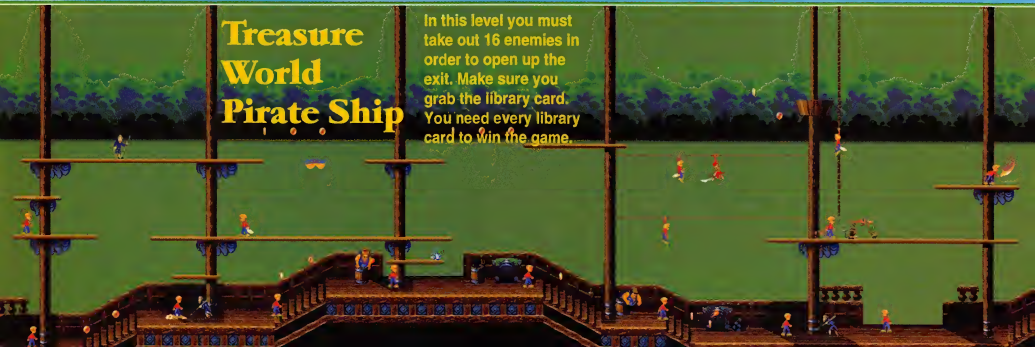 Treasure
World
Pirate Ship
In this level you must
take out 16 enemies in
order to open up the
exit. Make sure you
grab the library card.
You need every library
card to win the game.